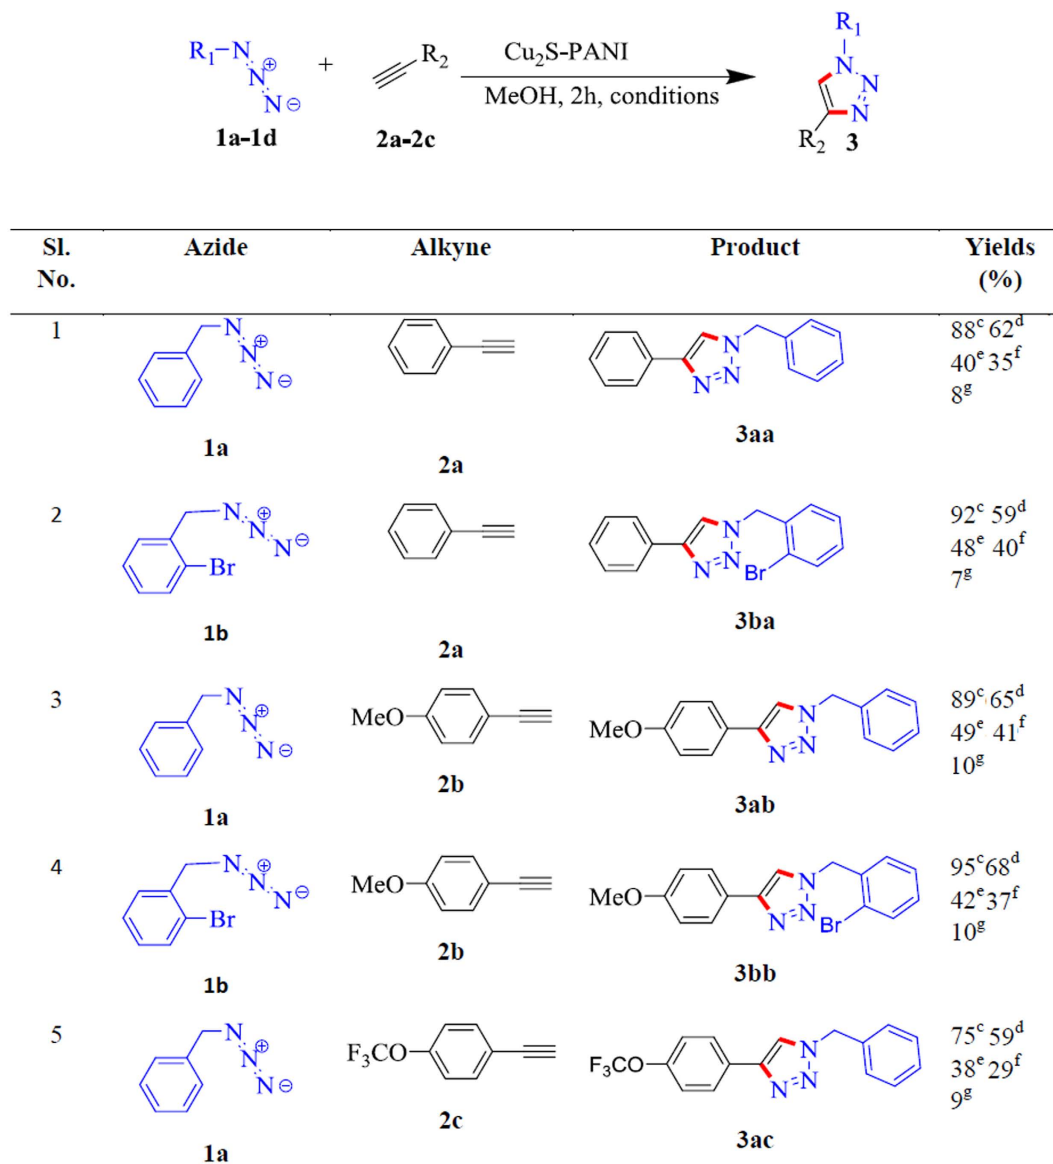 R₁–N N⊕ N⊖ + ≡ R₂ Cu₂S-PANI R₁
MeOH, 2h, conditions N N N
1a-1d 2a-2c R₂ 3
Sl. No. Azide Alkyne Product Yields (%)
1 N N⊕ N⊖ N N N 88ᶜ 62ᵈ
40ᵉ 35ᶠ
8ᵍ
1a 2a 3aa
2 N N⊕ N⊖ Br N N N Br 92ᶜ 59ᵈ
48ᵉ 40ᶠ
7ᵍ
1b 2a 3ba
3 N N⊕ N⊖ MeO MeO N N N 89ᶜ 65ᵈ
49ᵉ 41ᶠ
10ᵍ
1a 2b 3ab
4 N N⊕ N⊖ Br MeO MeO N N N Br 95ᶜ 68ᵈ
42ᵉ 37ᶠ
10ᵍ
1b 2b 3bb
5 N N⊕ N⊖ F₃CO F₃CO N N N 75ᶜ 59ᵈ
38ᵉ 29ᶠ
9ᵍ
1a 2c 3ac